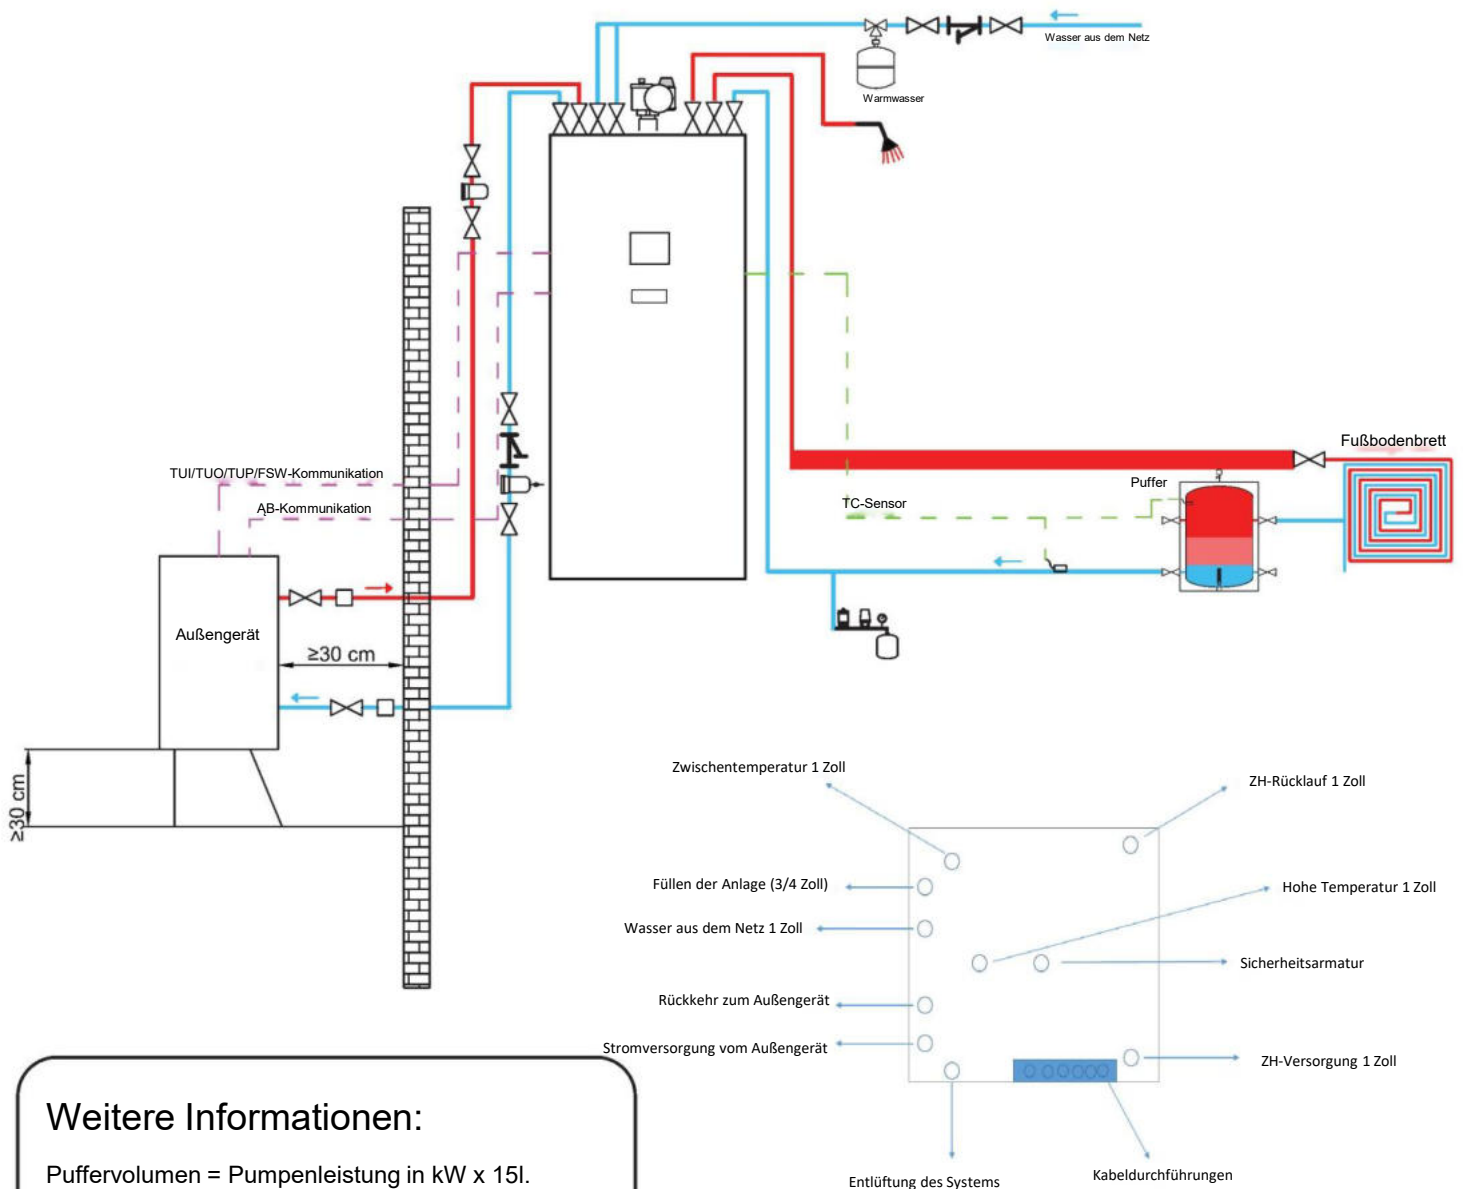 Wasser aus dem Netz
Warmwasser
Fußbodenbrett
TUI/TUO/TUP/FSW-Kommunikation
Puffer
TC-Sensor
AB-Kommunikation
Außengerät
≥30 cm
≥30 cm
Zwischentemperatur 1 Zoll
ZH-Rücklauf 1 Zoll
Füllen der Anlage (3/4 Zoll)
Hohe Temperatur 1 Zoll
Wasser aus dem Netz 1 Zoll
Sicherheitsarmatur
Rückkehr zum Außengerät
Stromversorgung vom Außengerät
ZH-Versorgung 1 Zoll
Entlüftung des Systems
Kabeldurchführungen
Weitere Informationen:
Puffervolumen = Pumpenleistung in kW x 15l.